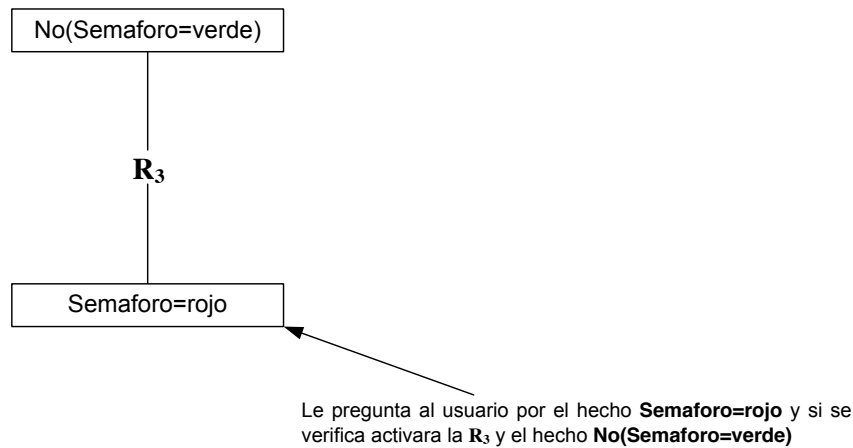 No(Semaforo=verde)
R3
Semaforo=rojo
Le pregunta al usuario por el hecho Semaforo=rojo y si se
verifica activara la R3 y el hecho No(Semaforo=verde)